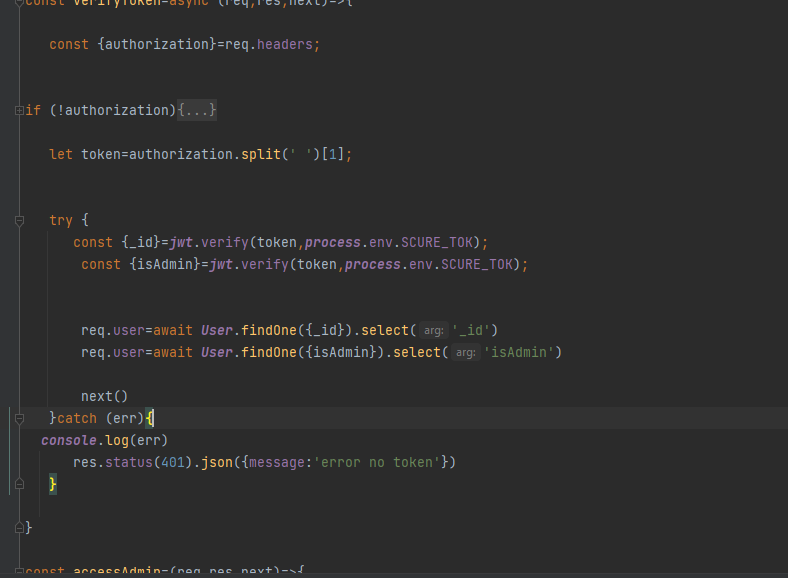 const verifyToken=async (req,res,next)=>{
const {authorization}=req.headers;
if (!authorization){...}
let token=authorization.split(' ')[1];
try {
const {_id}=jwt.verify(token,process.env.SCURE_TOK);
const {isAdmin}=jwt.verify(token,process.env.SCURE_TOK);
req.user=await User.findOne({_id}).select( arg: '_id')
req.user=await User.findOne({isAdmin}).select( arg: 'isAdmin')
next()
}catch (err){
console.log(err)
res.status(401).json({message:'error no token'})
}
}
const accessAdmin=(req,res,next)=>{